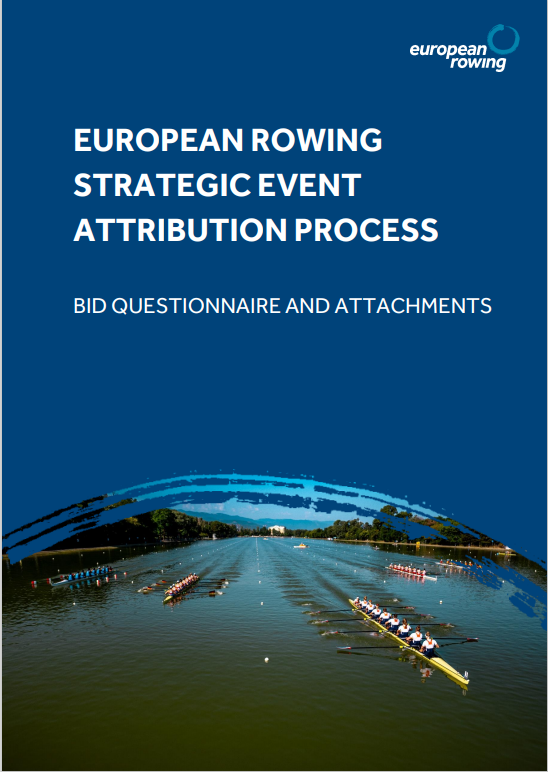 european
rowing
EUROPEAN ROWING
STRATEGIC EVENT
ATTRIBUTION PROCESS
BID QUESTIONNAIRE AND ATTACHMENTS